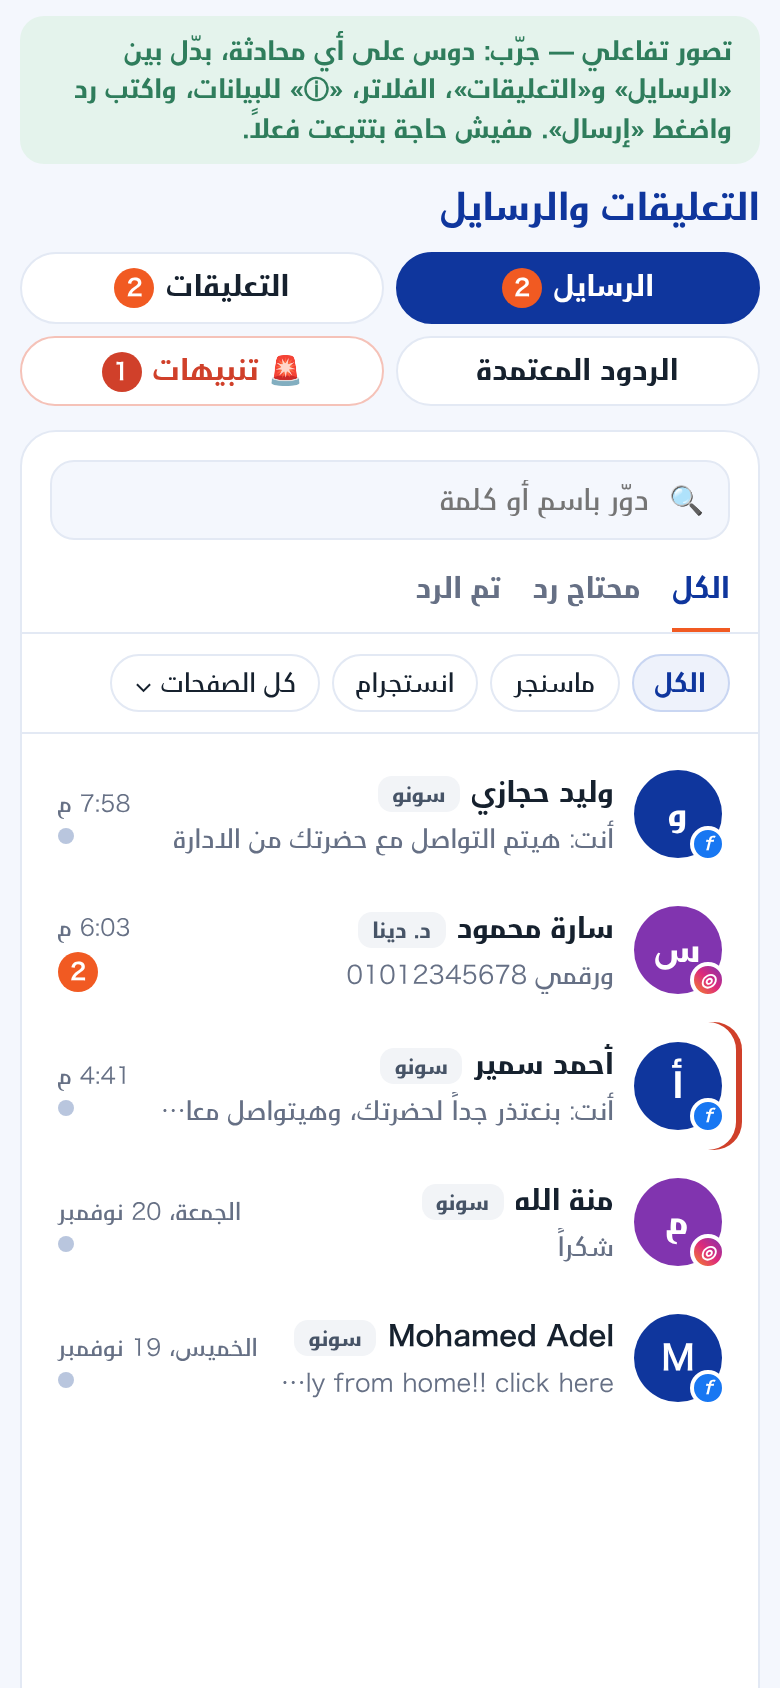 تصور تفاعلي — جرّب: دوس على أي محادثة، بدّل بين
«الرسايل» و«التعليقات»، الفلاتر، «ⓘ» للبيانات، واكتب رد
واضغط «إرسال». مفيش حاجة بتتبعت فعلاً.
التعليقات والرسايل
الرسايل 2
التعليقات 2
الردود المعتمدة
🚨 تنبيهات 1
🔍 دوّر باسم أو كلمة
الكل محتاج رد تم الرد
الكل ماسنجر انستجرام كل الصفحات
و
f
وليد حجازي سونو 7:58 م
أنت: هيتم التواصل مع حضرتك من الادارة
س
سارة محمود د. دينا 6:03 م
ورقمي 01012345678 2
أ
f
أحمد سمير سونو 4:41 م
أنت: بنعتذر جداً لحضرتك، وهيتواصل معا...
م
منة الله سونو الجمعة، 20 نوفمبر
شكراً
M
f
Mohamed Adel سونو الخميس، 19 نوفمبر
...ly from home!! click here